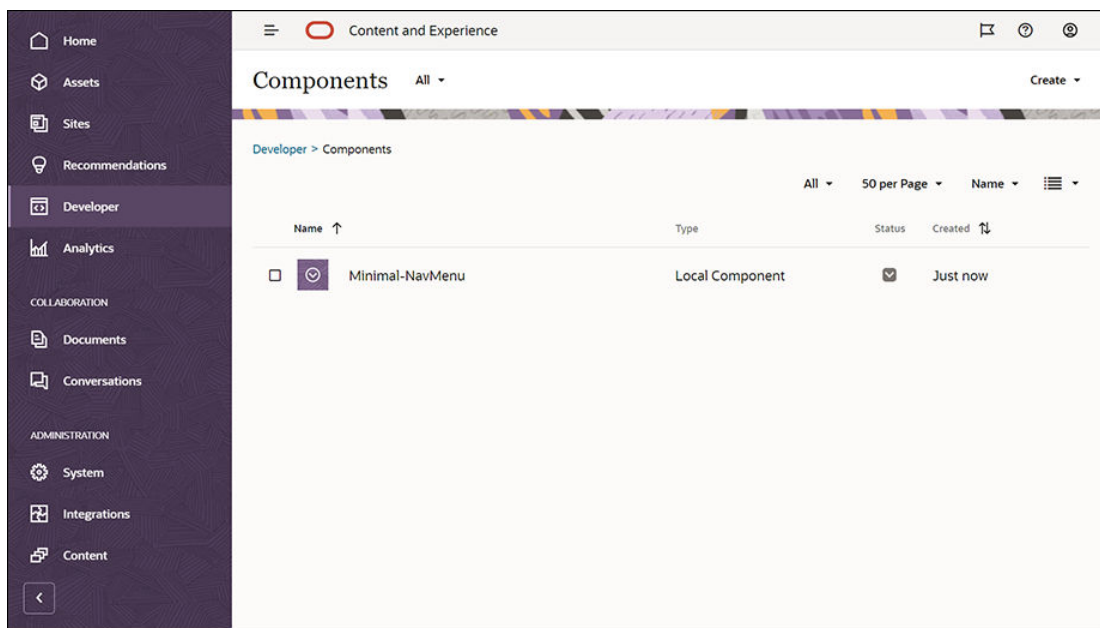 Home
Assets
Sites
Recommendations
Developer
Analytics
COLLABORATION
Documents
Conversations
ADMINISTRATION
System
Integrations
Content
Content and Experience
Components All Create
Developer > Components
All 50 per Page Name
Name Type Status Created
Minimal-NavMenu Local Component Just now